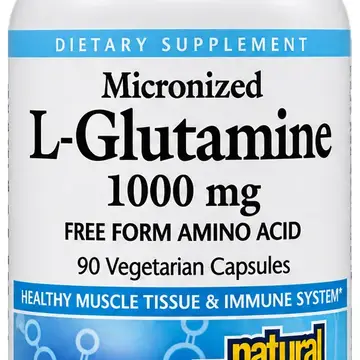 DIETARY SUPPLEMENT
Micronized
L-Glutamine
1000 mg
FREE FORM AMINO ACID
90 Vegetarian Capsules
HEALTHY MUSCLE TISSUE & IMMUNE SYSTEM*
natural